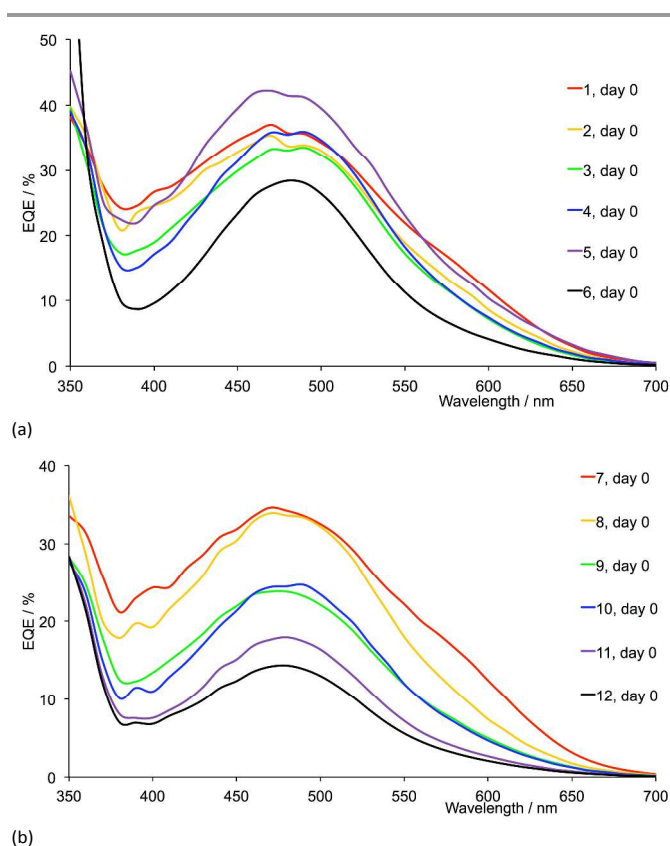 50
40
30
20
10
0
EQE / %
1, day 0
2, day 0
3, day 0
4, day 0
5, day 0
6, day 0
350 400 450 500 550 600 650 700
Wavelength / nm
(a)
40
30
20
10
0
EQE / %
7, day 0
8, day 0
9, day 0
10, day 0
11, day 0
12, day 0
350 400 450 500 550 600 650 700
Wavelength / nm
(b)